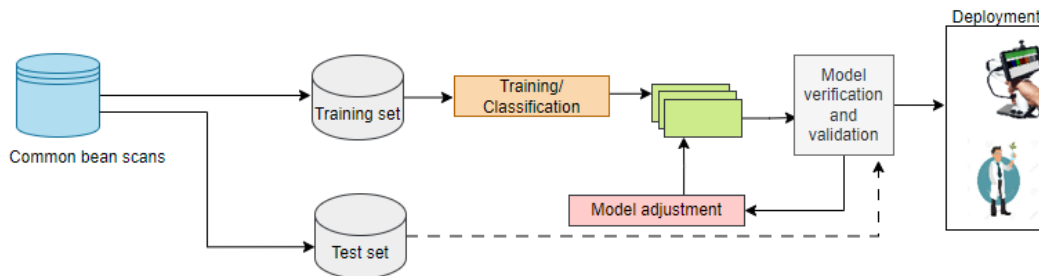 Deployment
Training/
Classification
Training set
Model
verification
and
validation
Common bean scans
Model adjustment
Test set